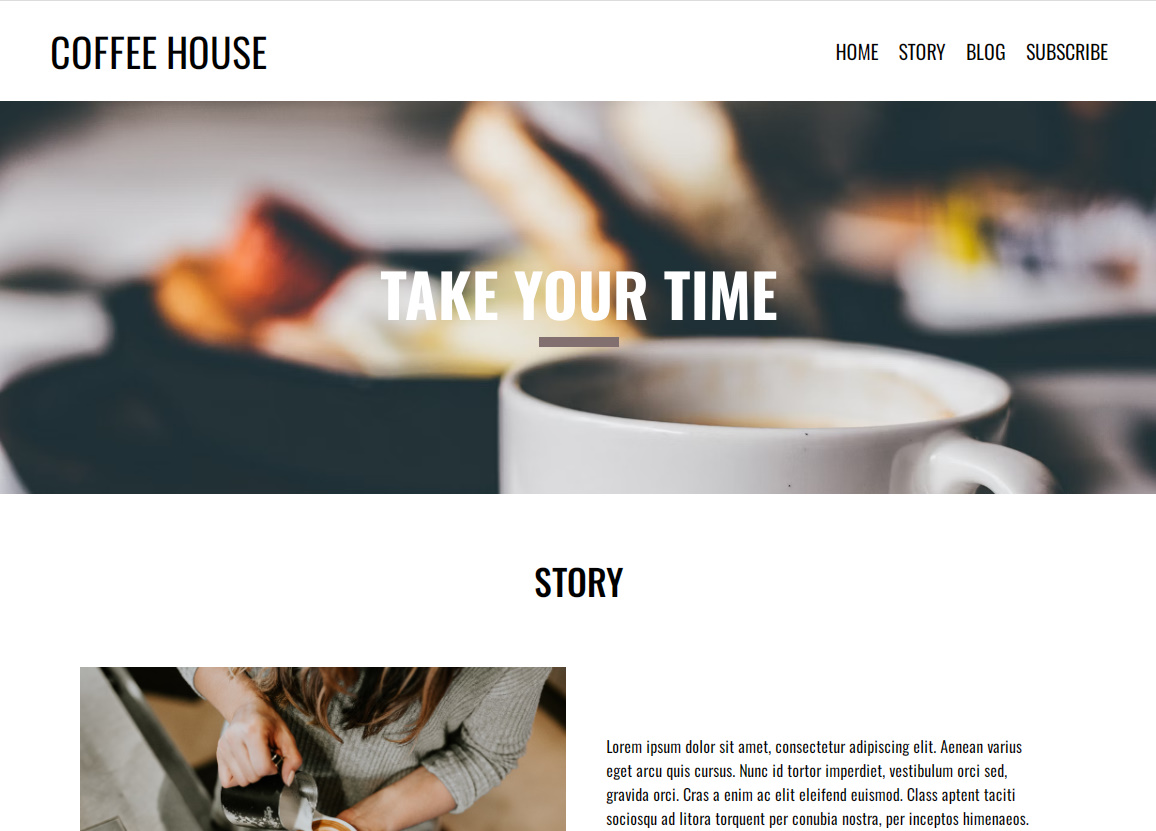 COFFEE HOUSE
HOME STORY BLOG SUBSCRIBE
TAKE YOUR TIME
STORY
Lorem ipsum dolor sit amet, consectetur adipiscing elit. Aenean varius
eget arcu quis cursus. Nunc id tortor imperdiet, vestibulum orci sed,
gravida orci. Cras a enim ac elit eleifend euismod. Class aptent taciti
sociosqu ad litora torquent per conubia nostra, per inceptos himenaeos.